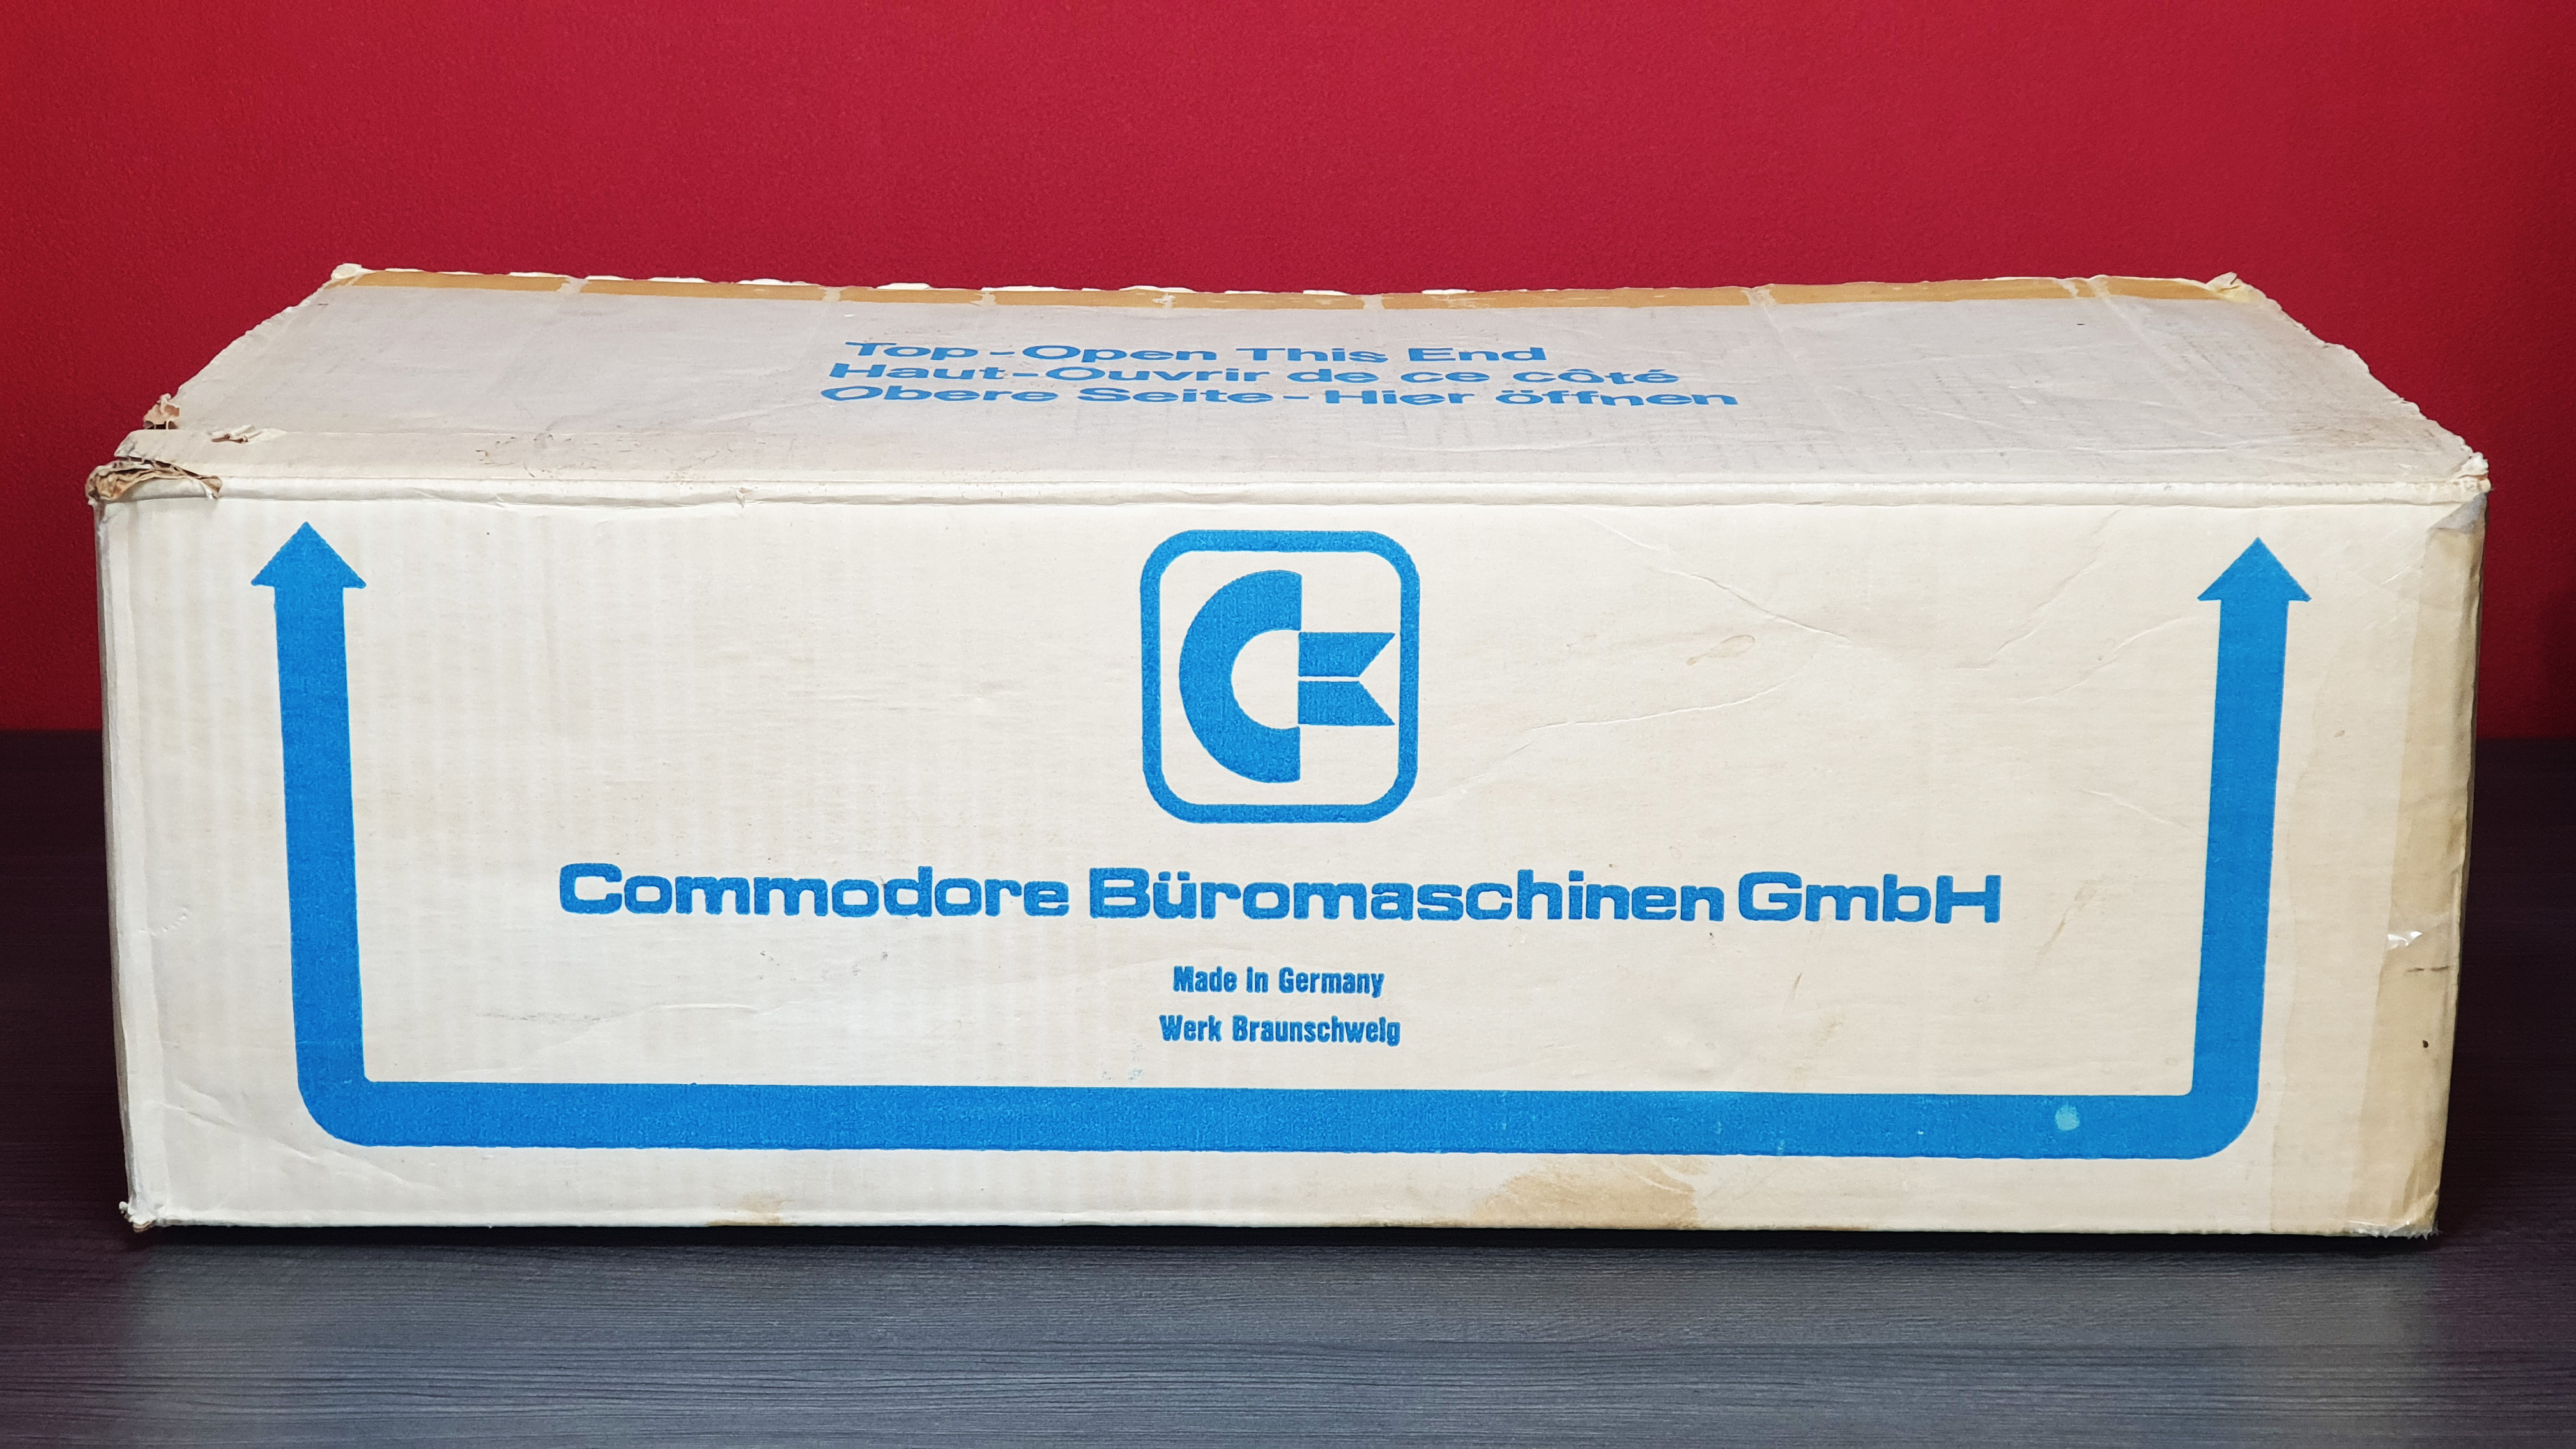 Top-Open This End
Haut-Ouvrir de ce côté
Obere Seite-Hier öffnen
Commodore Büromaschinen GmbH
Made in Germany
Werk Braunschweig